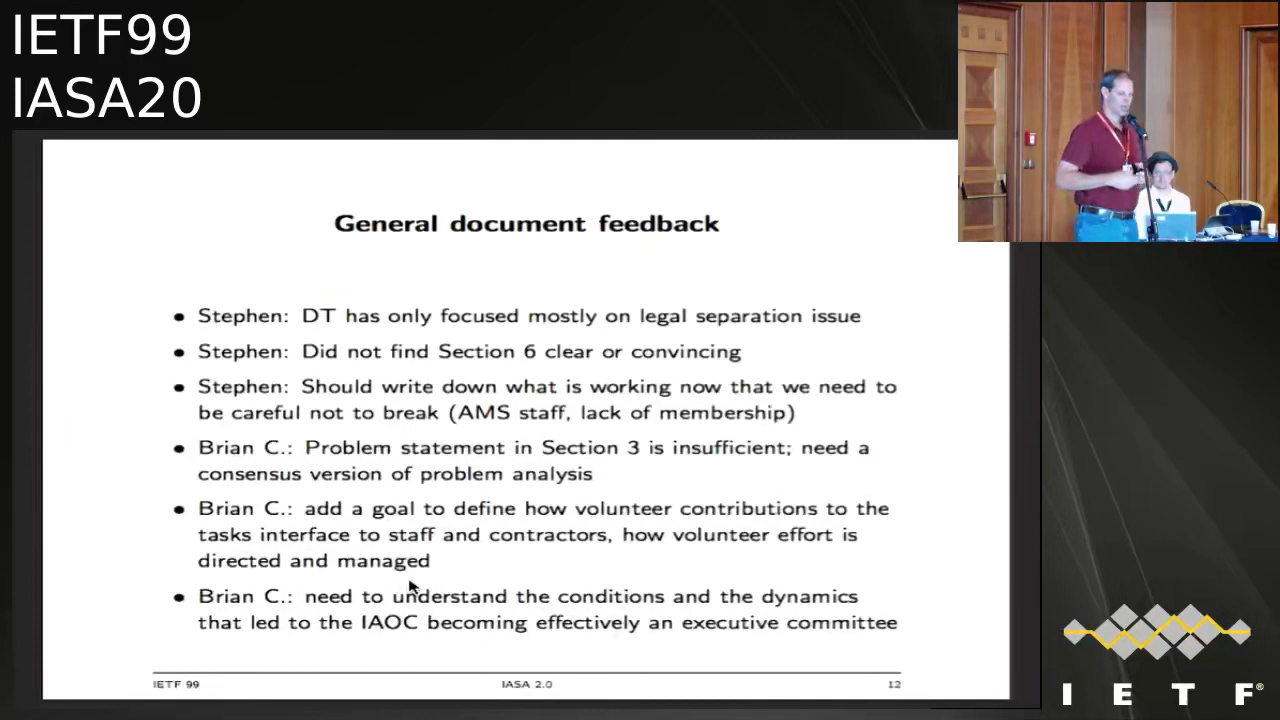 IETF99
IASA20
General document feedback
• Stephen: DT has only focused mostly on legal separation issue
• Stephen: Did not find Section 6 clear or convincing
• Stephen: Should write down what is working now that we need to
be careful not to break (AMS staff, lack of membership)
• Brian C.: Problem statement in Section 3 is insufficient; need a
consensus version of problem analysis
• Brian C.: add a goal to define how volunteer contributions to the
tasks interface to staff and contractors, how volunteer effort is
directed and managed
• Brian C.: need to understand the conditions and the dynamics
that led to the IAOC becoming effectively an executive committee
IETF 99
IASA 2.0
12
I E T F®